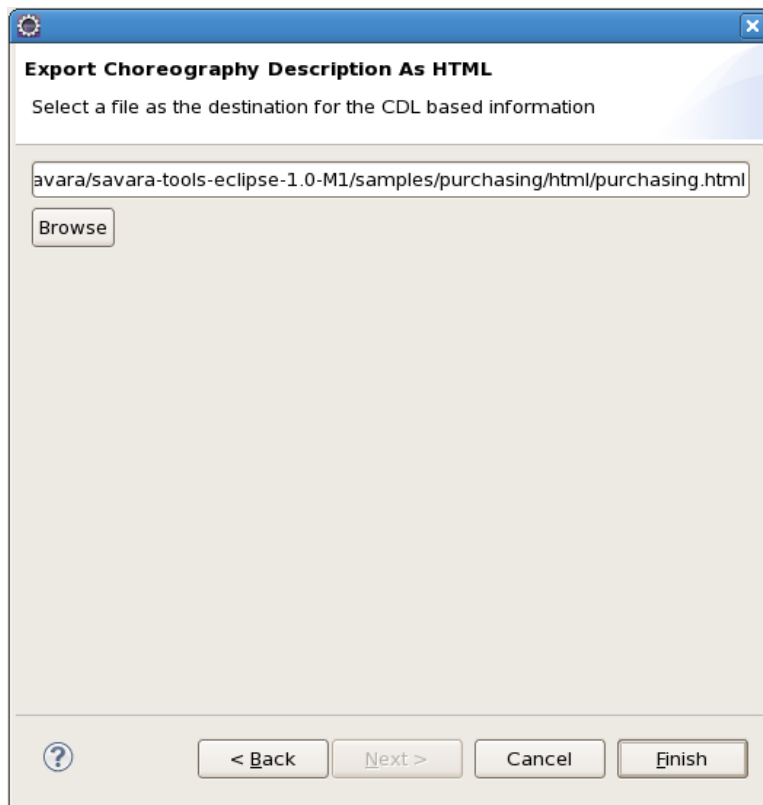 Export Choreography Description As HTML
Select a file as the destination for the CDL based information
avara/savara-tools-eclipse-1.0-M1/samples/purchasing/html/purchasing.html
Browse
? < Back Next > Cancel Finish